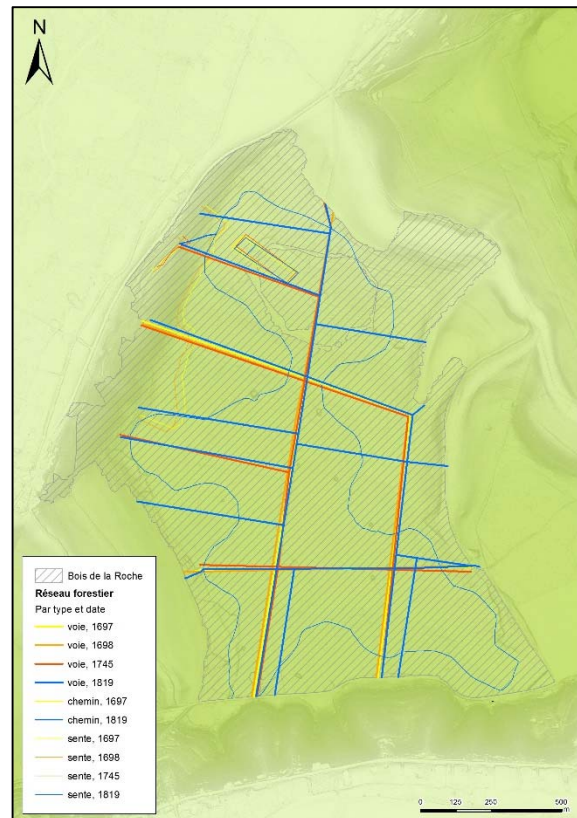 N
Bois de la Roche
Réseau forestier
Par type et date
voie, 1697
voie, 1698
voie, 1745
voie, 1819
chemin, 1697
chemin, 1819
sente, 1697
sente, 1698
sente, 1745
sente, 1819
0 125 250 500
m